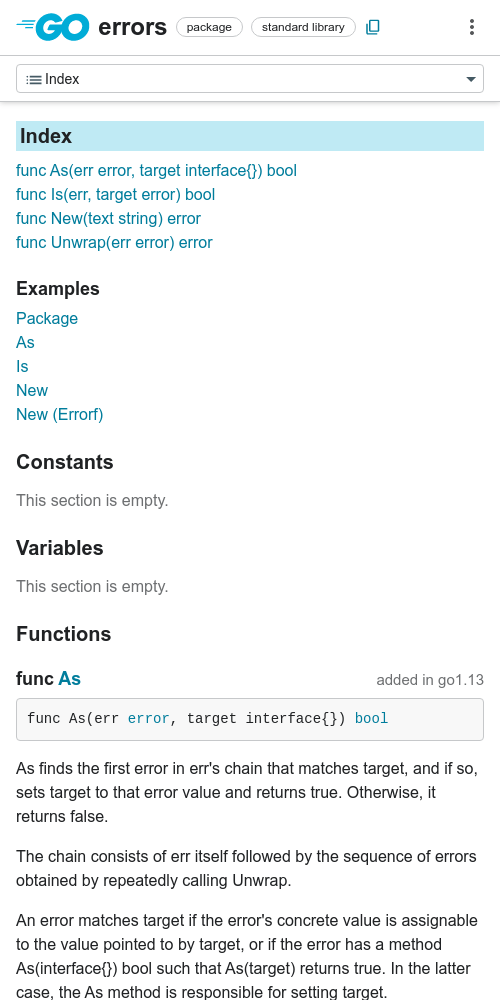 GO errors package standard library
Index
Index
func As(err error, target interface{}) bool
func Is(err, target error) bool
func New(text string) error
func Unwrap(err error) error
Examples
Package
As
Is
New
New (Errorf)
Constants
This section is empty.
Variables
This section is empty.
Functions
func As added in go1.13
func As(err error, target interface{}) bool
As finds the first error in err's chain that matches target, and if so,
sets target to that error value and returns true. Otherwise, it
returns false.
The chain consists of err itself followed by the sequence of errors
obtained by repeatedly calling Unwrap.
An error matches target if the error's concrete value is assignable
to the value pointed to by target, or if the error has a method
As(interface{}) bool such that As(target) returns true. In the latter
case, the As method is responsible for setting target.